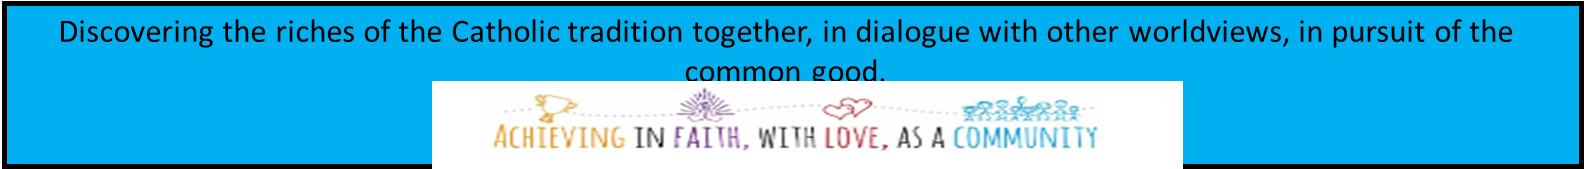 Discovering the riches of the Catholic tradition together, in dialogue with other worldviews, in pursuit of the
common good.
ACHIEVING IN FAITH, WITH LOVE, AS A COMMUNITY